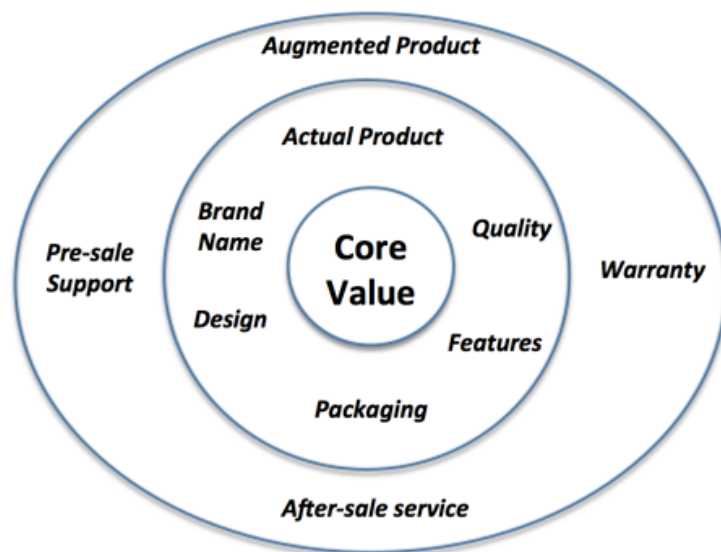 Augmented Product
Actual Product
Brand
Name
Quality
Core
Value
Pre-sale
Support
Warranty
Design
Features
Packaging
After-sale service